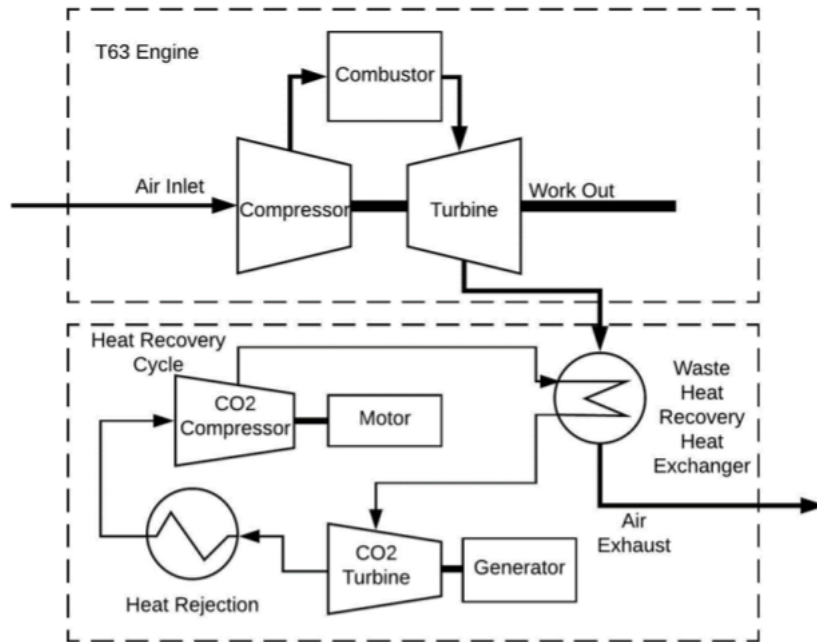 T63 Engine
Combustor
Air Inlet
Compressor
Turbine
Work Out
Heat Recovery
Cycle
CO2
Compressor
Motor
Waste
Heat
Recovery
Heat
Exchanger
Air
Exhaust
CO2
Turbine
Generator
Heat Rejection